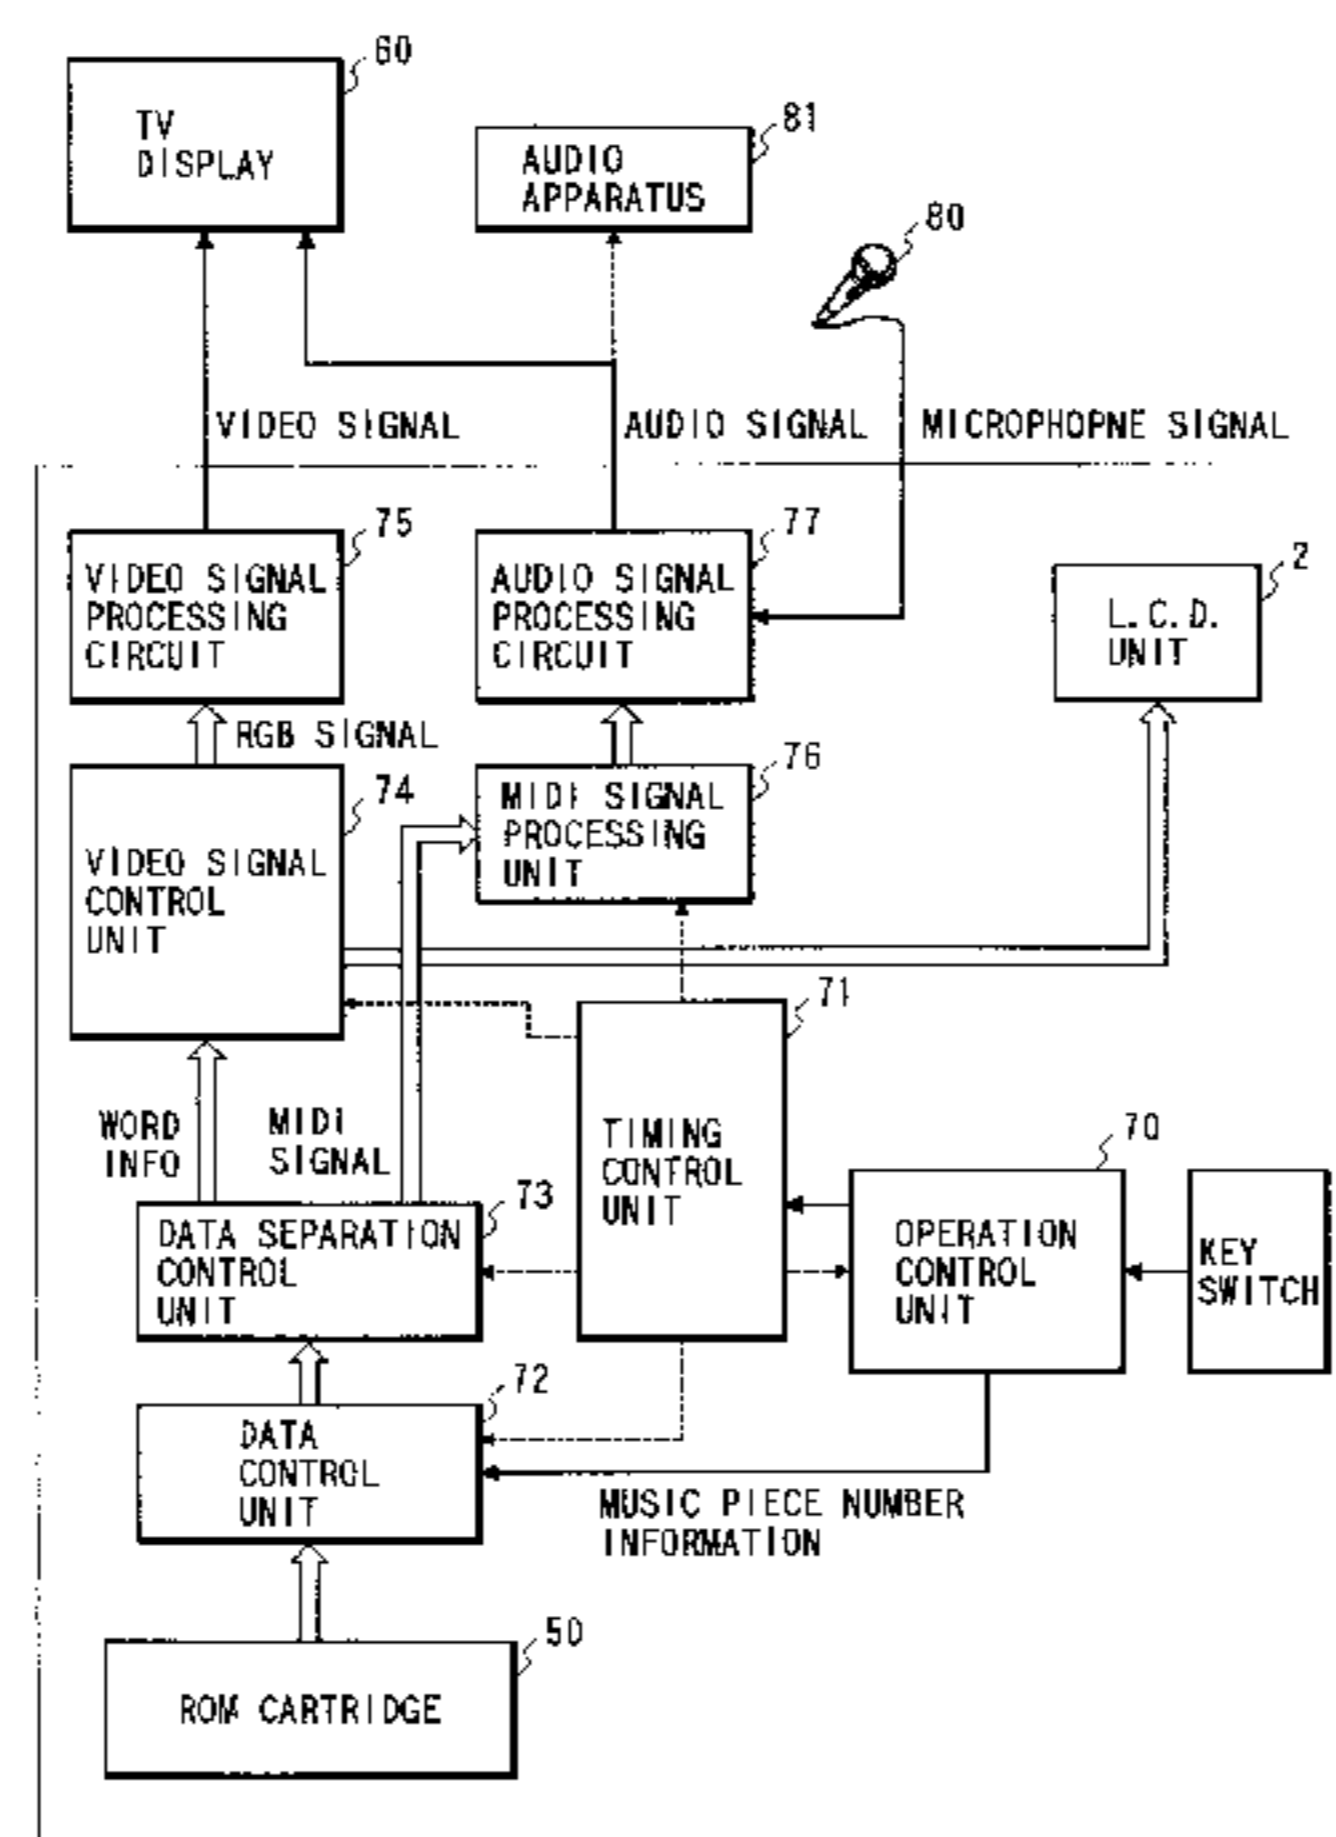 60
TV
DISPLAY
81
AUDIO
APPARATUS
80
VIDEO SIGNAL
AUDIO SIGNAL
MICROPHOPNE SIGNAL
75
VIDEO SIGNAL
PROCESSING
CIRCUIT
77
AUDIO SIGNAL
PROCESSING
CIRCUIT
2
L.C.D.
UNIT
RGB SIGNAL
74
VIDEO SIGNAL
CONTROL
UNIT
76
MIDI SIGNAL
PROCESSING
UNIT
71
TIMING
CONTROL
UNIT
WORD
INFO
MIDI
SIGNAL
70
OPERATION
CONTROL
UNIT
KEY
SWITCH
73
DATA SEPARATION
CONTROL
UNIT
72
DATA
CONTROL
UNIT
MUSIC PIECE NUMBER
INFORMATION
50
ROM CARTRIDGE